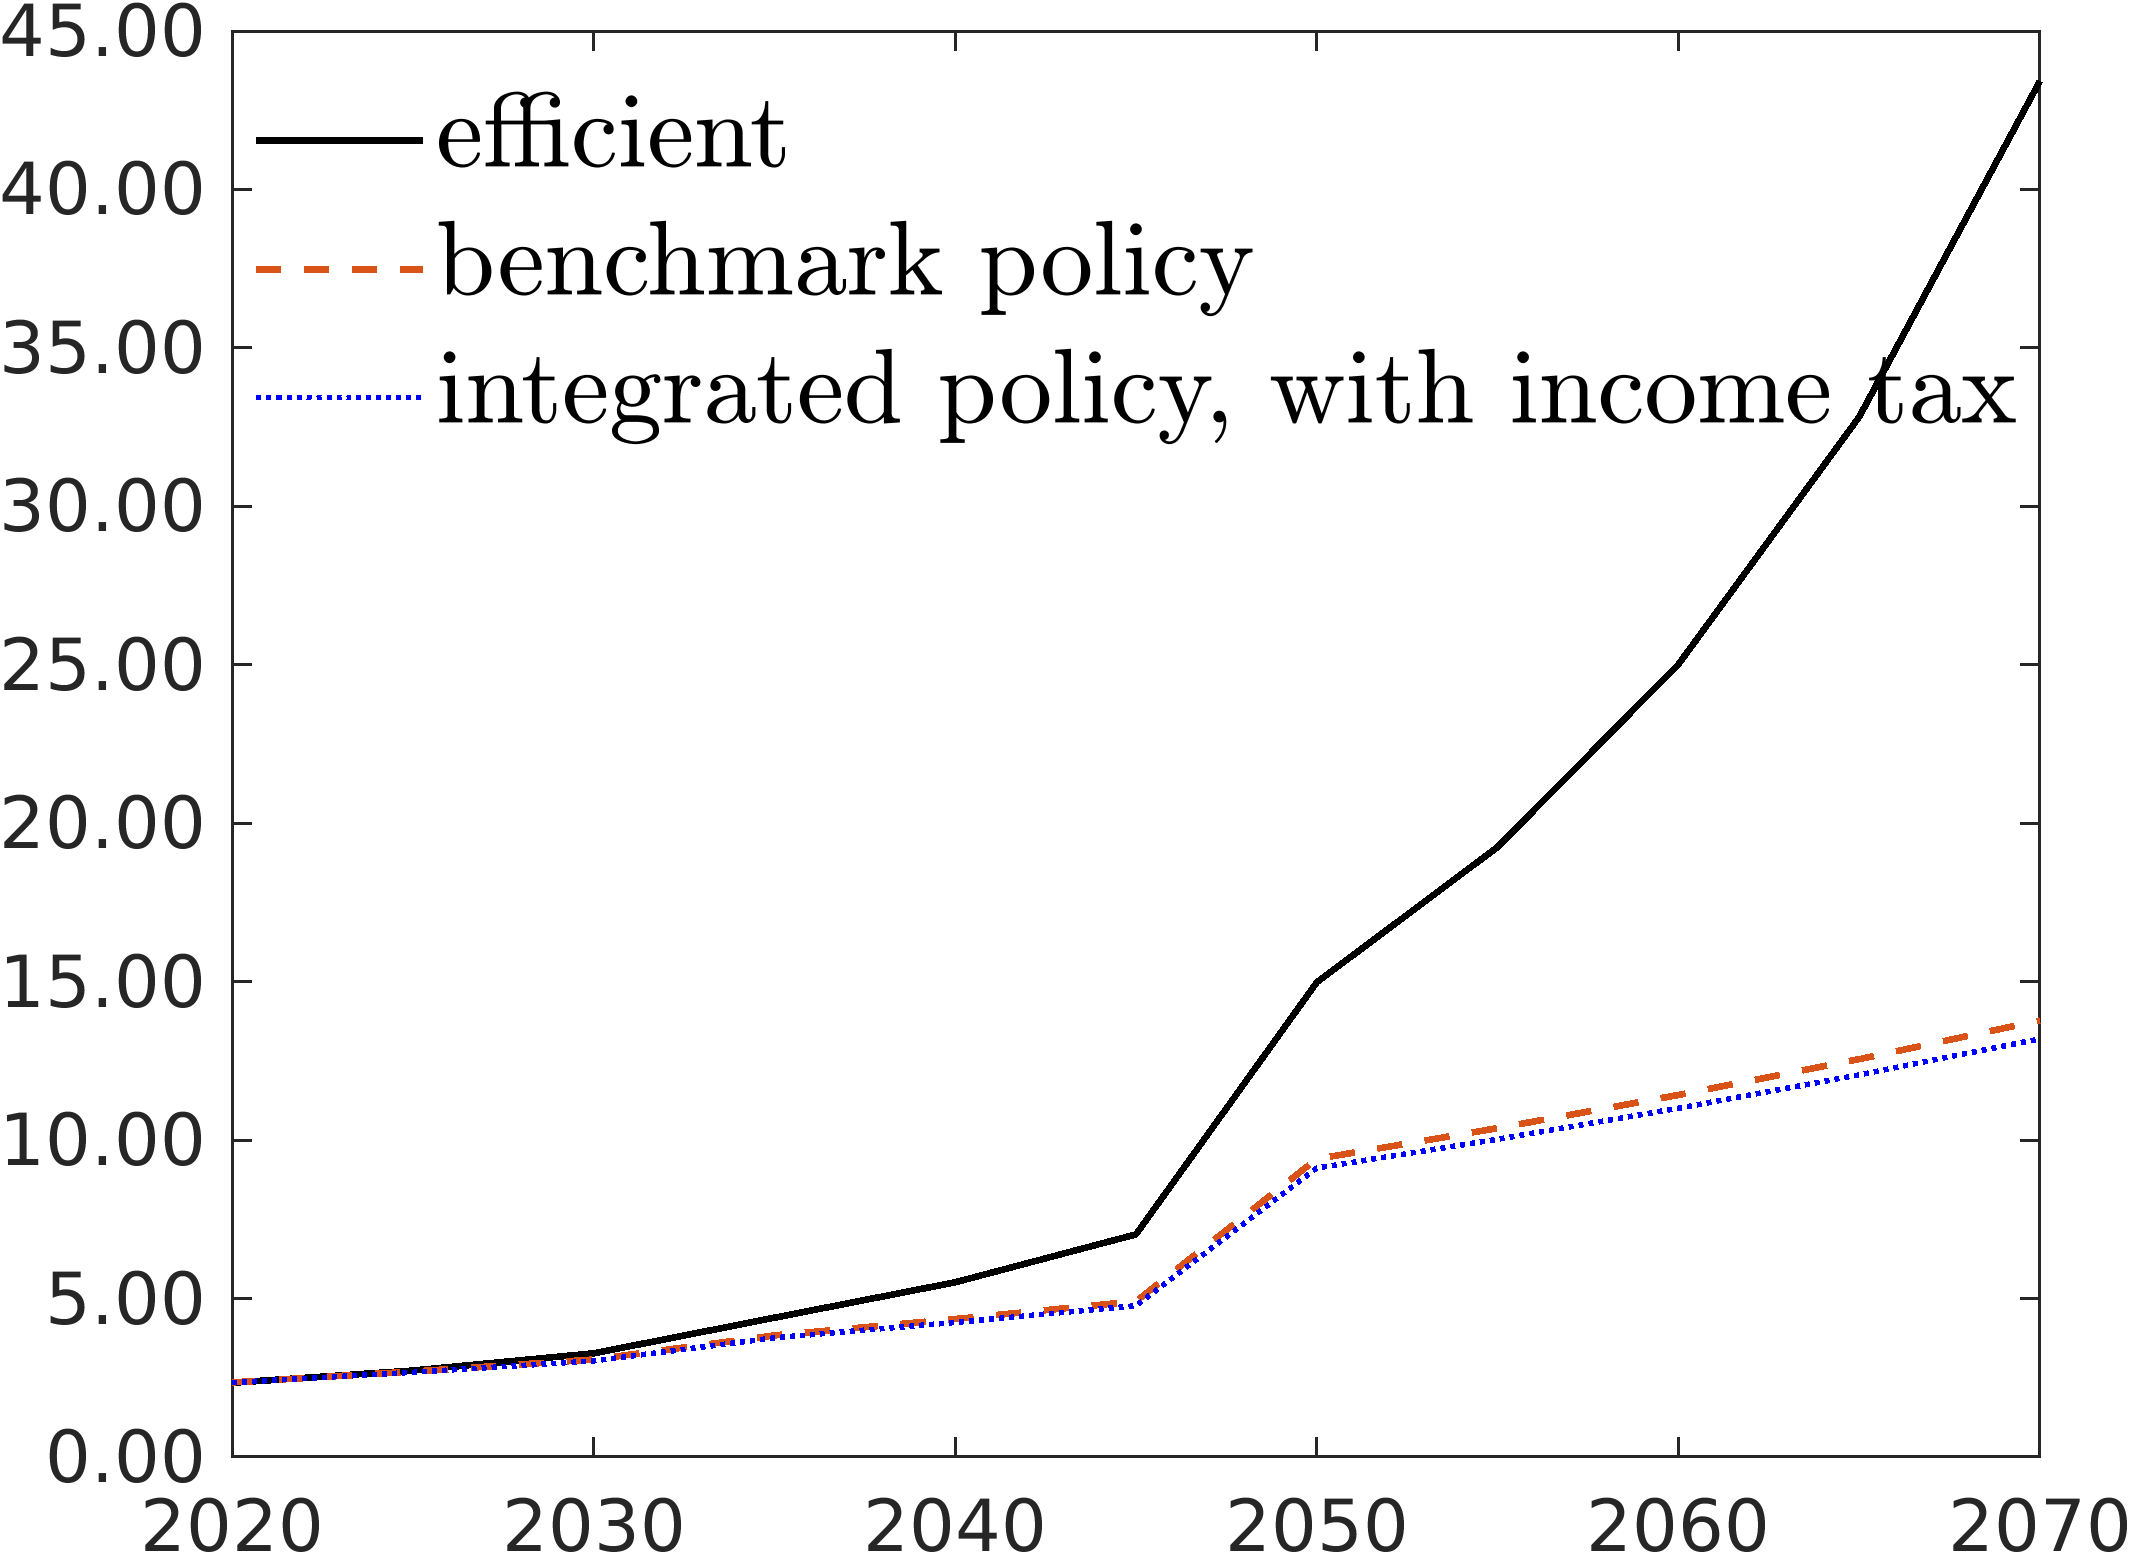 45.00
efficient
40.00
benchmark policy
35.00
integrated policy, with income tax
30.00
25.00
20.00
15.00
10.00
5.00
0.00
2020 2030 2040 2050 2060 2070